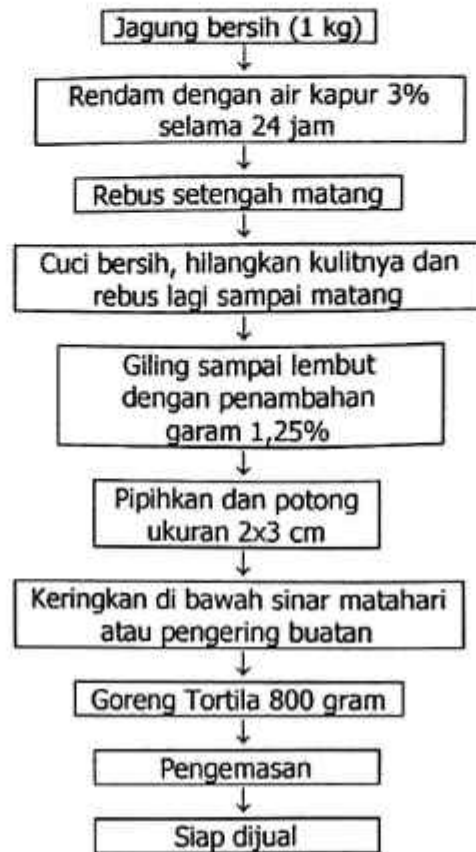 Jagung bersih (1 kg)
↓
Rendam dengan air kapur 3%
selama 24 jam
↓
Rebus setengah matang
↓
Cuci bersih, hilangkan kulitnya dan
rebus lagi sampai matang
↓
Giling sampai lembut
dengan penambahan
garam 1,25%
↓
Pipihkan dan potong
ukuran 2x3 cm
↓
Keringkan di bawah sinar matahari
atau pengering buatan
↓
Goreng Tortila 800 gram
↓
Pengemasan
↓
Siap dijual